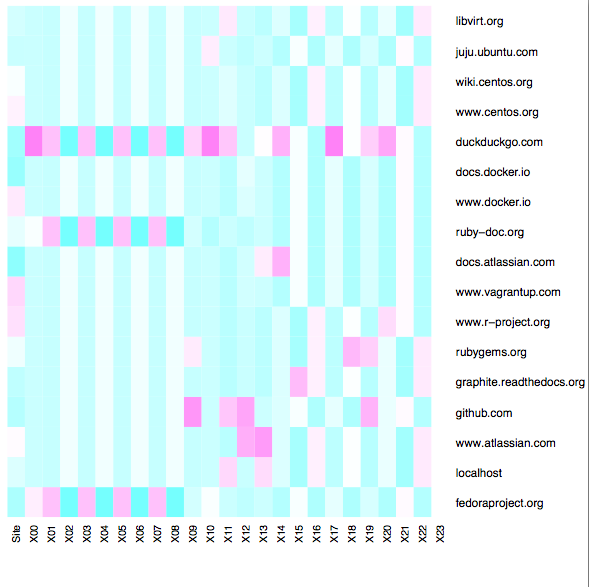 libvirt.org
juju.ubuntu.com
wiki.centos.org
www.centos.org
duckduckgo.com
docs.docker.io
www.docker.io
ruby−doc.org
docs.atlassian.com
www.vagrantup.com
www.r−project.org
rubygems.org
graphite.readthedocs.org
github.com
www.atlassian.com
localhost
fedoraproject.org
Site
X00
X01
X02
X03
X04
X05
X06
X07
X08
X09
X10
X11
X12
X13
X14
X15
X16
X17
X18
X19
X20
X21
X22
X23